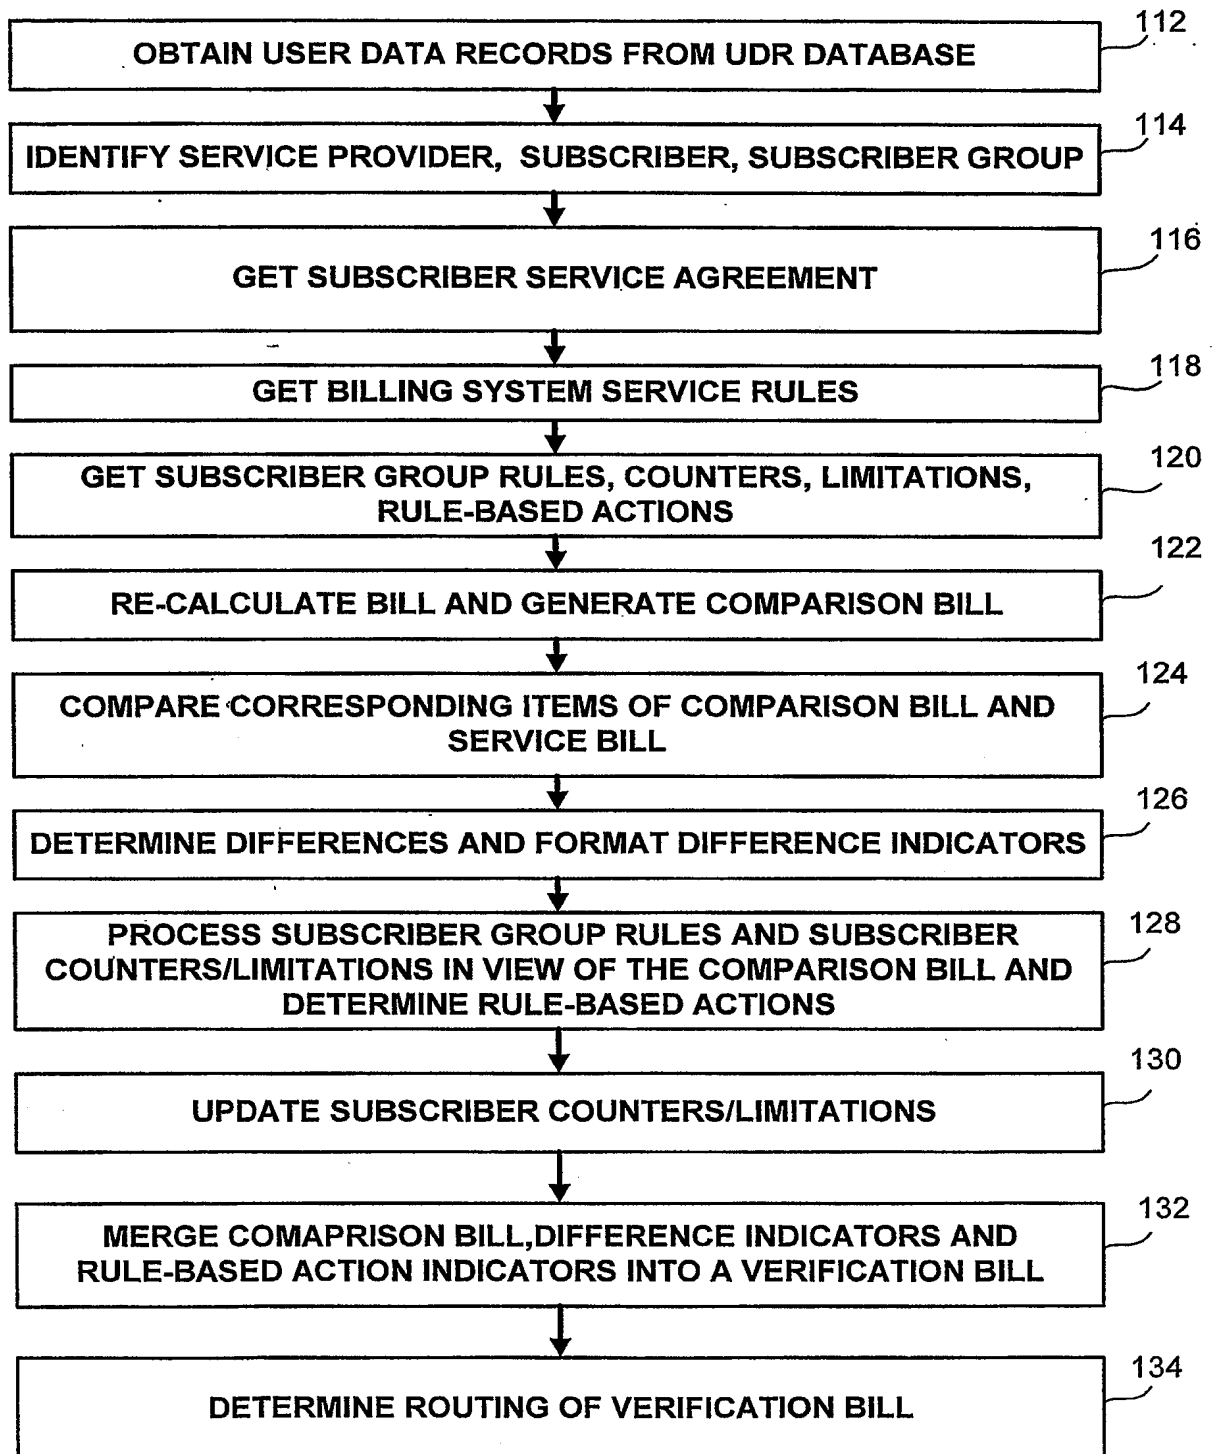 112
OBTAIN USER DATA RECORDS FROM UDR DATABASE
114
IDENTIFY SERVICE PROVIDER, SUBSCRIBER, SUBSCRIBER GROUP
116
GET SUBSCRIBER SERVICE AGREEMENT
118
GET BILLING SYSTEM SERVICE RULES
120
GET SUBSCRIBER GROUP RULES, COUNTERS, LIMITATIONS,
RULE-BASED ACTIONS
122
RE-CALCULATE BILL AND GENERATE COMPARISON BILL
124
COMPARE CORRESPONDING ITEMS OF COMPARISON BILL AND
SERVICE BILL
126
DETERMINE DIFFERENCES AND FORMAT DIFFERENCE INDICATORS
128
PROCESS SUBSCRIBER GROUP RULES AND SUBSCRIBER
COUNTERS/LIMITATIONS IN VIEW OF THE COMPARISON BILL AND
DETERMINE RULE-BASED ACTIONS
130
UPDATE SUBSCRIBER COUNTERS/LIMITATIONS
132
MERGE COMAPRISON BILL,DIFFERENCE INDICATORS AND
RULE-BASED ACTION INDICATORS INTO A VERIFICATION BILL
134
DETERMINE ROUTING OF VERIFICATION BILL